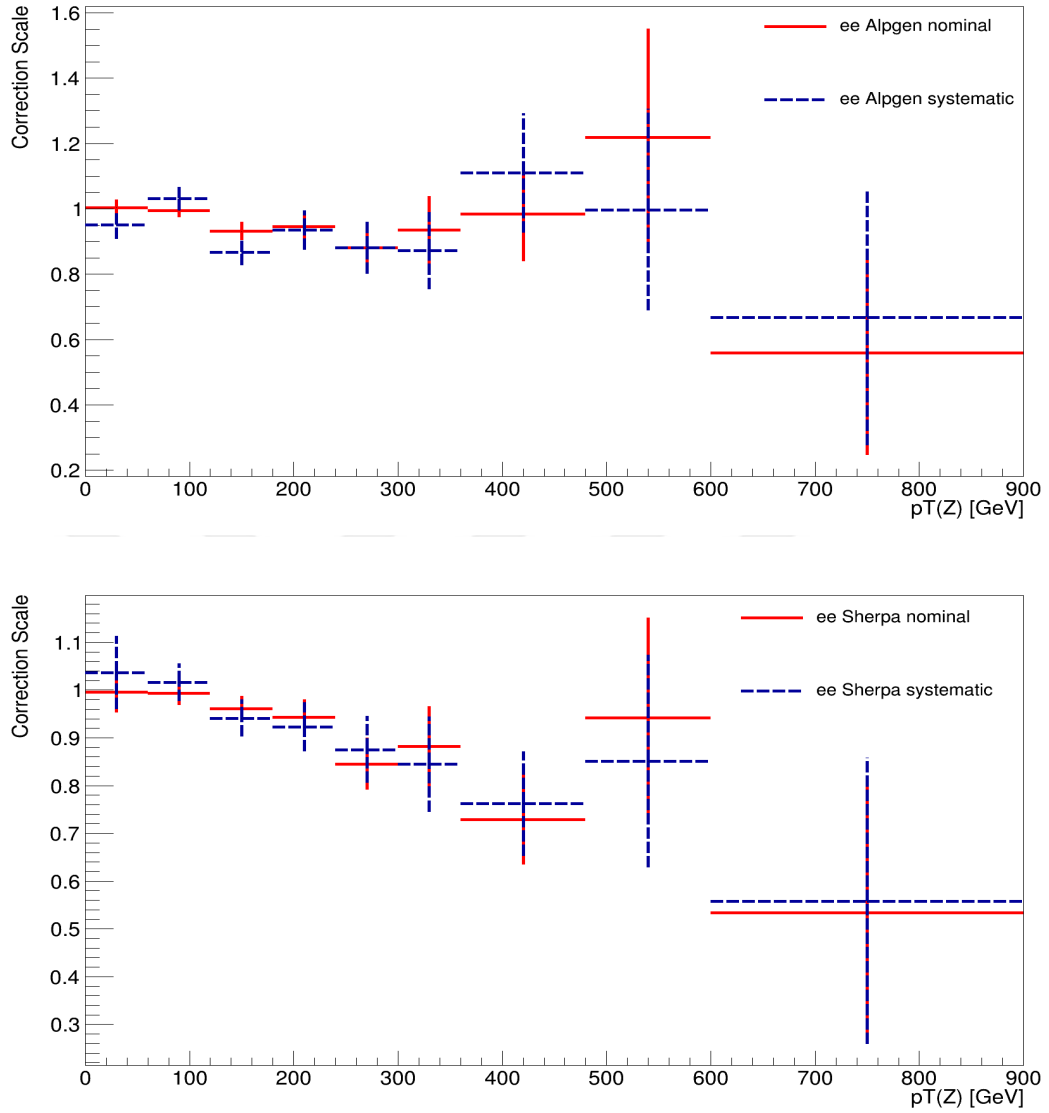 Correction Scale
1.6
1.4
1.2
1
0.8
0.6
0.4
0.2
ee Alpgen nominal
ee Alpgen systematic
0 100 200 300 400 500 600 700 800 900
pT(Z) [GeV]
Correction Scale
1.1
1
0.9
0.8
0.7
0.6
0.5
0.4
0.3
ee Sherpa nominal
ee Sherpa systematic
0 100 200 300 400 500 600 700 800 900
pT(Z) [GeV]